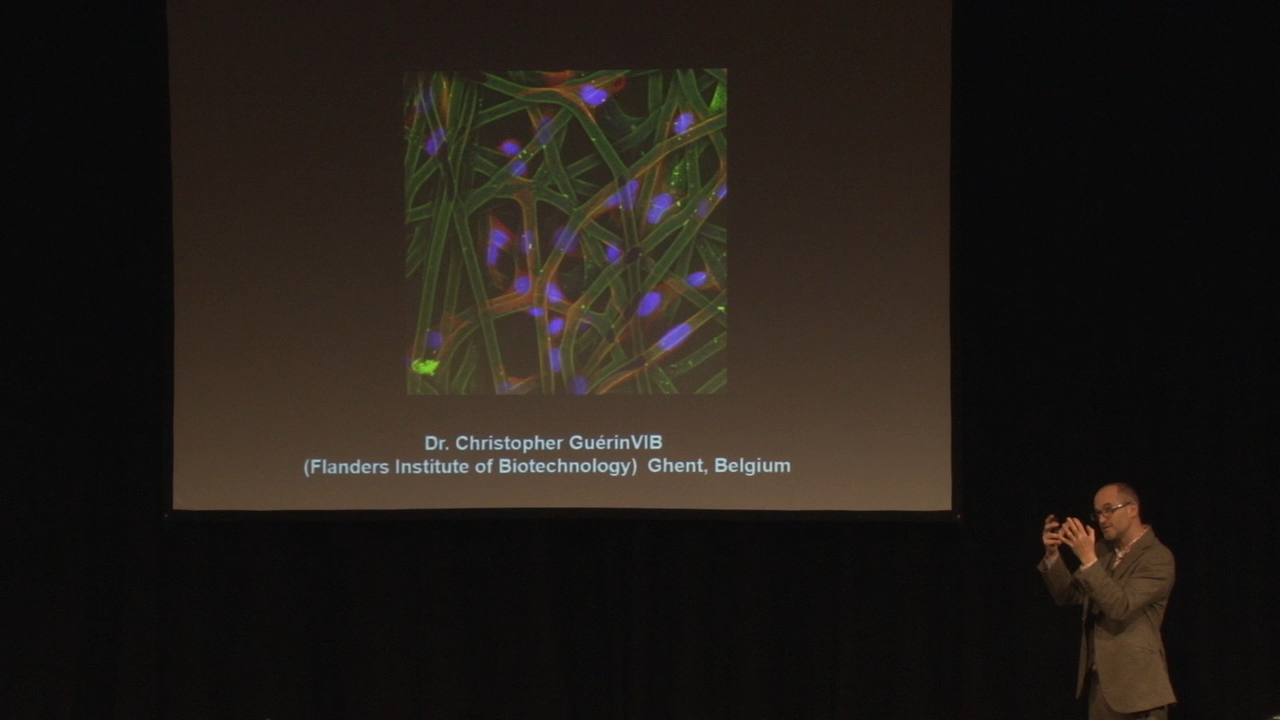 Dr. Christopher GuérinVIB
(Flanders Institute of Biotechnology)  Ghent, Belgium